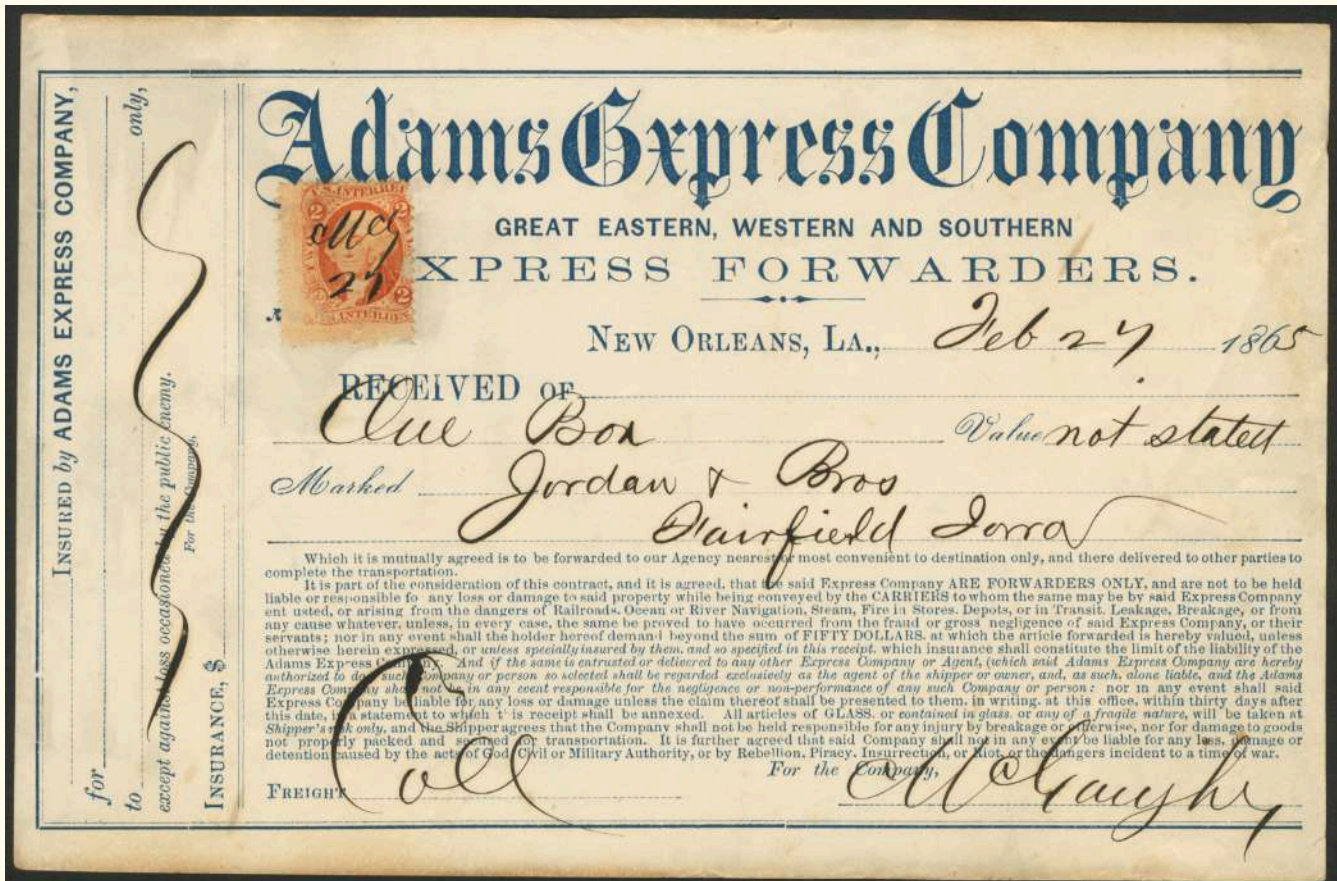 INSURED by ADAMS EXPRESS COMPANY,
for
to only,
except against loss occasioned by the public enemy.
For the Company,
INSURANCE, $
Adams Express Company
GREAT EASTERN, WESTERN AND SOUTHERN
XPRESS FORWARDERS.
U.S. INTER REV
2 2
McG
27
2 2
INTER REV
NEW ORLEANS, LA., Feb 27 1865
RECEIVED OF
One Box Value not stated
Marked Jordan & Bros
Fairfield Iowa
Which it is mutually agreed is to be forwarded to our Agency nearest or most convenient to destination only, and there delivered to other parties to
complete the transportation.
It is part of the consideration of this contract, and it is agreed, that the said Express Company ARE FORWARDERS ONLY, and are not to be held
liable or responsible fo any loss or damage to said property while being conveyed by the CARRIERS to whom the same may be by said Express Company
ent usted, or arising from the dangers of Railroads, Ocean or River Navigation, Steam, Fire in Stores, Depots, or in Transit, Leakage, Breakage, or from
any cause whatever, unless, in every case, the same be proved to have occurred from the fraud or gross negligence of said Express Company, or their
servants; nor in any event shall the holder hereof demand beyond the sum of FIFTY DOLLARS, at which the article forwarded is hereby valued, unless
otherwise herein expressed, or unless specially insured by them, and so specified in this receipt, which insurance shall constitute the limit of the liability of the
Adams Express Company. And if the same is entrusted or delivered to any other Express Company or Agent, (which said Adams Express Company are hereby
authorized to do) such Company or person so selected shall be regarded exclusively as the agent of the shipper or owner, and, as such, alone liable, and the Adams
Express Company shall not be in any event responsible for the negligence or non-performance of any such Company or person; nor in any event shall said
Express Company be liable for any loss or damage unless the claim thereof shall be presented to them, in writing, at this office, within thirty days after
this date, in a statement to which t is receipt shall be annexed. All articles of GLASS, or contained in glass, or any of a fragile nature, will be taken at
Shipper's risk only, and the Shipper agrees that the Company shall not be held responsible for any injury by breakage or otherwise, nor for damage to goods
not properly packed and secured for transportation. It is further agreed that said Company shall not in any event be liable for any loss, damage or
detention caused by the acts of God, Civil or Military Authority, or by Rebellion, Piracy, Insurrection, or Riot, or the dangers incident to a time of war.
For the Company,
FREIGHT Coll McGaughey